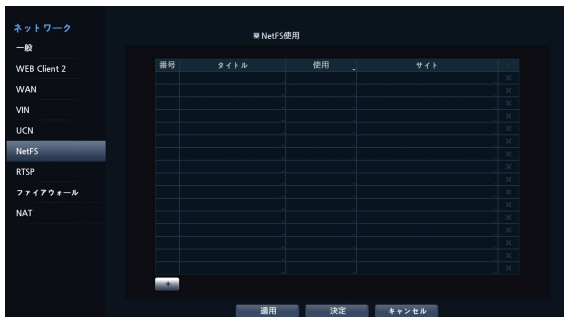 ネットワーク
一般
WEB Client 2
WAN
VIN
UCN
NetFS
RTSP
ファイアウォール
NAT
NetFS使用
番号 タイトル 使用 サイト
+
適用 決定 キャンセル